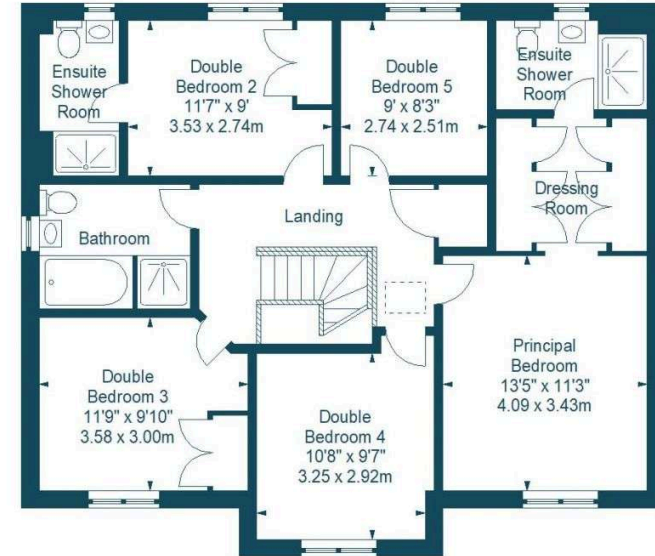 Ensuite
Shower
Room
Double
Bedroom 2
11'7" x 9'
3.53 x 2.74m
Double
Bedroom 5
9' x 8'3"
2.74 x 2.51m
Ensuite
Shower
Room
Dressing
Room
Landing
Bathroom
Double
Bedroom 3
11'9" x 9'10"
3.58 x 3.00m
Double
Bedroom 4
10'8" x 9'7"
3.25 x 2.92m
Principal
Bedroom
13'5" x 11'3"
4.09 x 3.43m